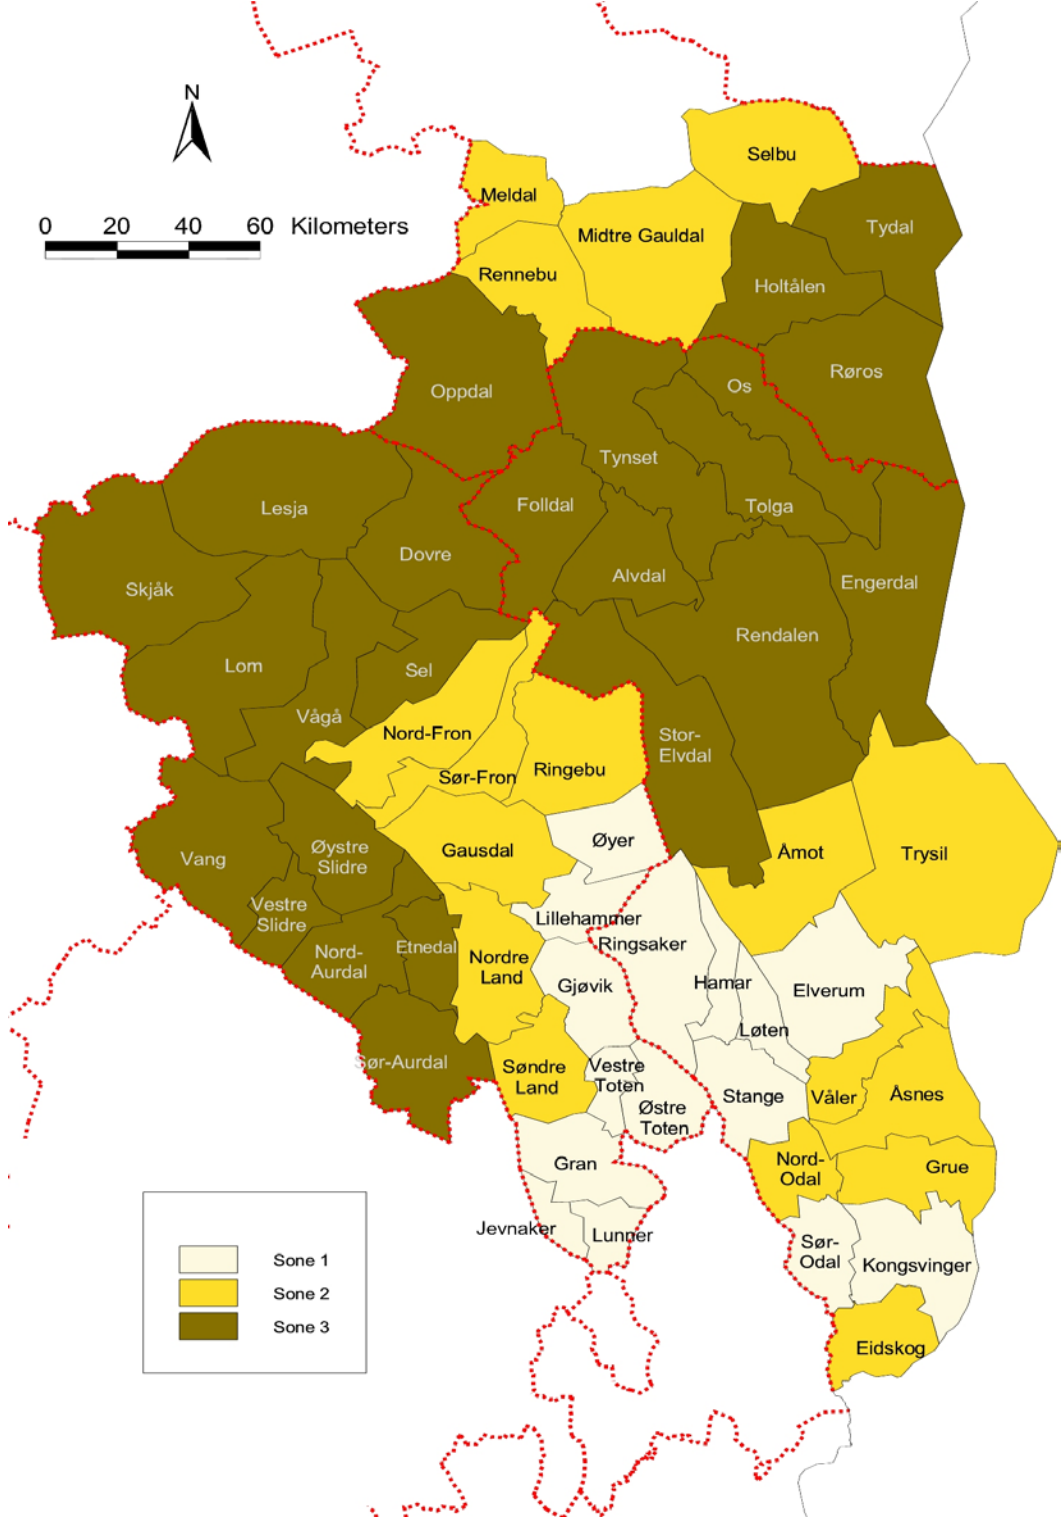 N
0 20 40 60 Kilometers
Selbu
Meldal
Midtre Gauldal
Tydal
Rennebu
Holtålen
Røros
Oppdal
Os
Tynset
Lesja
Folldal
Tolga
Dovre
Alvdal
Engerdal
Skjåk
Rendalen
Lom
Sel
Vågå
Nord-Fron
Stor-
Elvdal
Sør-Fron
Ringebu
Øyer
Øystre
Slidre
Gausdal
Åmot
Trysil
Vang
Vestre
Slidre
Lillehammer
Ringsaker
Etnedal
Nord-
Aurdal
Nordre
Land
Gjøvik
Hamar
Elverum
Løten
Sør-Aurdal
Søndre
Land
Vestre
Toten
Stange
Våler
Åsnes
Østre
Toten
Gran
Nord-
Odal
Grue
Jevnaker
Lunner
Sør-
Odal
Kongsvinger
Eidskog
Sone 1
Sone 2
Sone 3